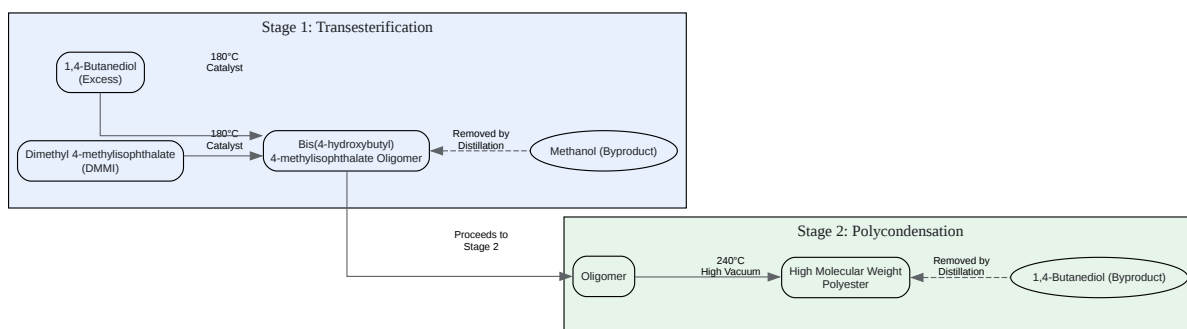 Stage 1: Transesterification
1,4-Butanediol
(Excess)
180°C
Catalyst
180°C
Catalyst
Dimethyl 4-methylisophthalate
(DMMI)
Bis(4-hydroxybutyl)
4-methylisophthalate Oligomer
Removed by
Distillation
Methanol (Byproduct)
Proceeds to
Stage 2
Stage 2: Polycondensation
Oligomer
240°C
High Vacuum
High Molecular Weight
Polyester
Removed by
Distillation
1,4-Butanediol (Byproduct)